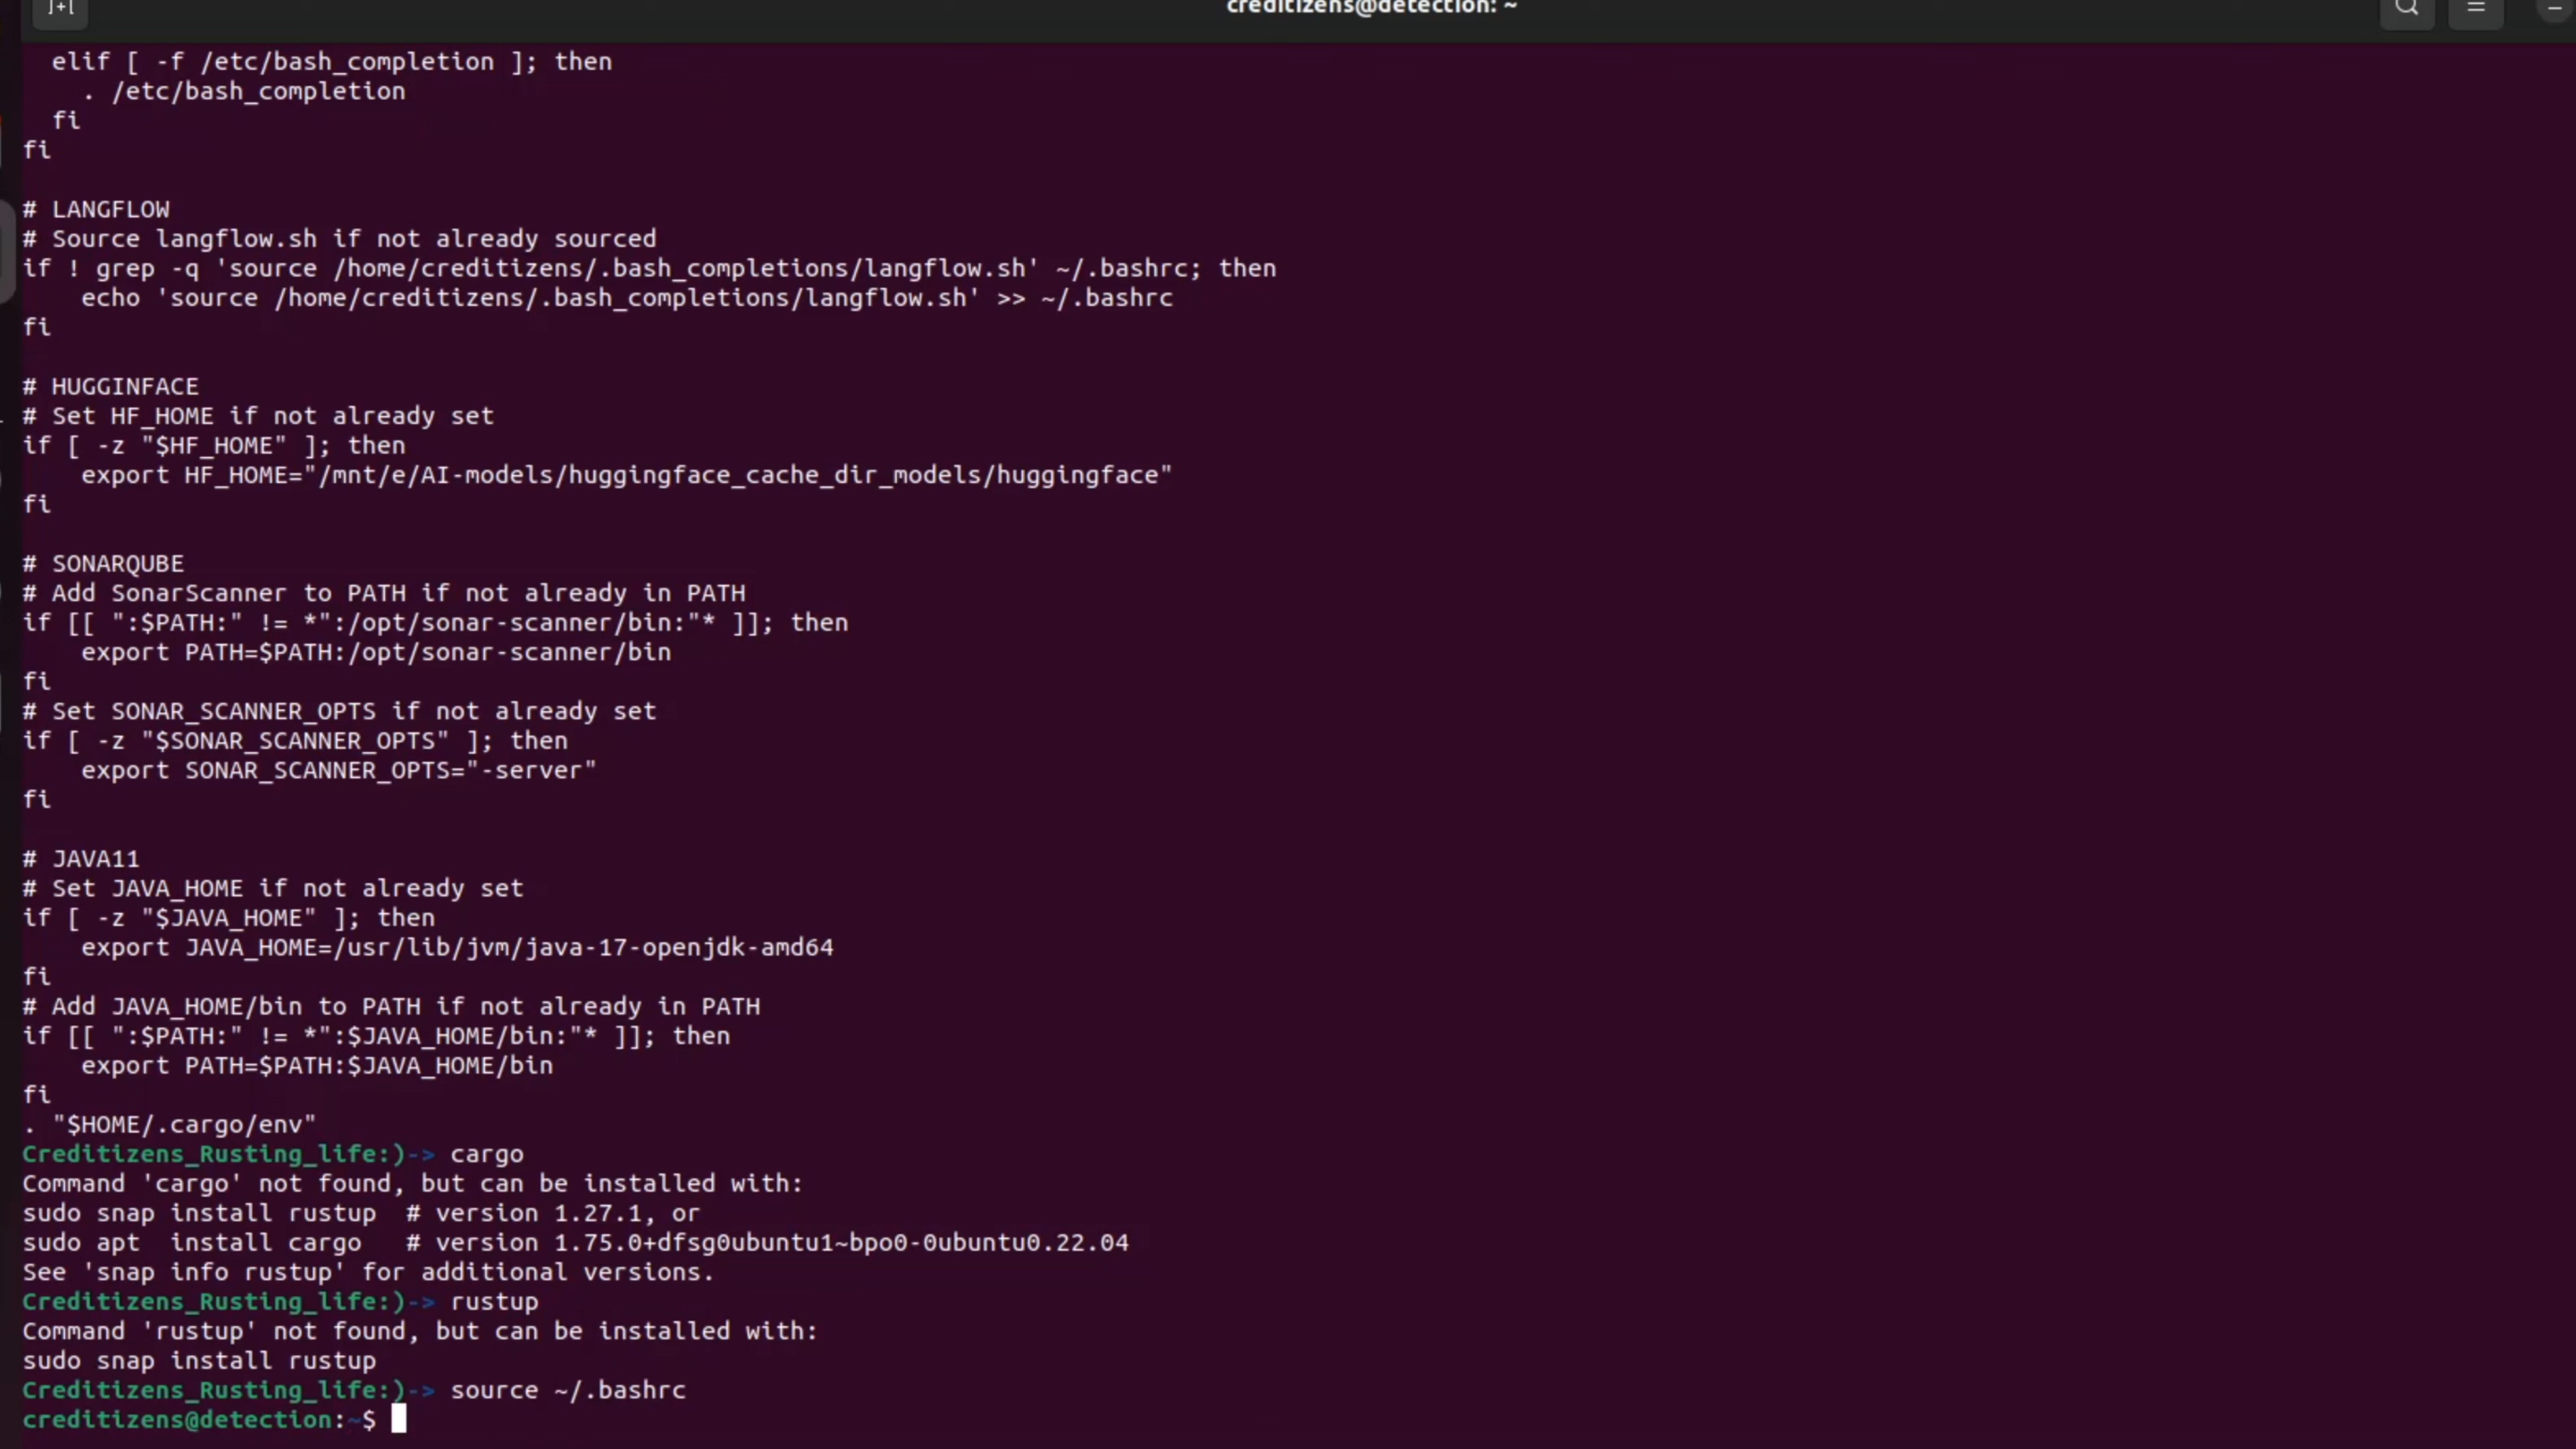 creditizens@detection: ~
  elif [ -f /etc/bash_completion ]; then
    . /etc/bash_completion
  fi
fi

# LANGFLOW
# Source langflow.sh if not already sourced
if ! grep -q 'source /home/creditizens/.bash_completions/langflow.sh' ~/.bashrc; then
    echo 'source /home/creditizens/.bash_completions/langflow.sh' >> ~/.bashrc
fi

# HUGGINFACE
# Set HF_HOME if not already set
if [ -z "$HF_HOME" ]; then
    export HF_HOME="/mnt/e/AI-models/huggingface_cache_dir_models/huggingface"
fi

# SONARQUBE
# Add SonarScanner to PATH if not already in PATH
if [[ ":$PATH:" != *":/opt/sonar-scanner/bin:"* ]]; then
    export PATH=$PATH:/opt/sonar-scanner/bin
fi
# Set SONAR_SCANNER_OPTS if not already set
if [ -z "$SONAR_SCANNER_OPTS" ]; then
    export SONAR_SCANNER_OPTS="-server"
fi

# JAVA11
# Set JAVA_HOME if not already set
if [ -z "$JAVA_HOME" ]; then
    export JAVA_HOME=/usr/lib/jvm/java-17-openjdk-amd64
fi
# Add JAVA_HOME/bin to PATH if not already in PATH
if [[ ":$PATH:" != *":$JAVA_HOME/bin:"* ]]; then
    export PATH=$PATH:$JAVA_HOME/bin
fi
. "$HOME/.cargo/env"
Creditizens_Rusting_life:)-> cargo
Command 'cargo' not found, but can be installed with:
sudo snap install rustup  # version 1.27.1, or
sudo apt  install cargo   # version 1.75.0+dfsg0ubuntu1~bpo0-0ubuntu0.22.04
See 'snap info rustup' for additional versions.
Creditizens_Rusting_life:)-> rustup
Command 'rustup' not found, but can be installed with:
sudo snap install rustup
Creditizens_Rusting_life:)-> source ~/.bashrc
creditizens@detection:~$